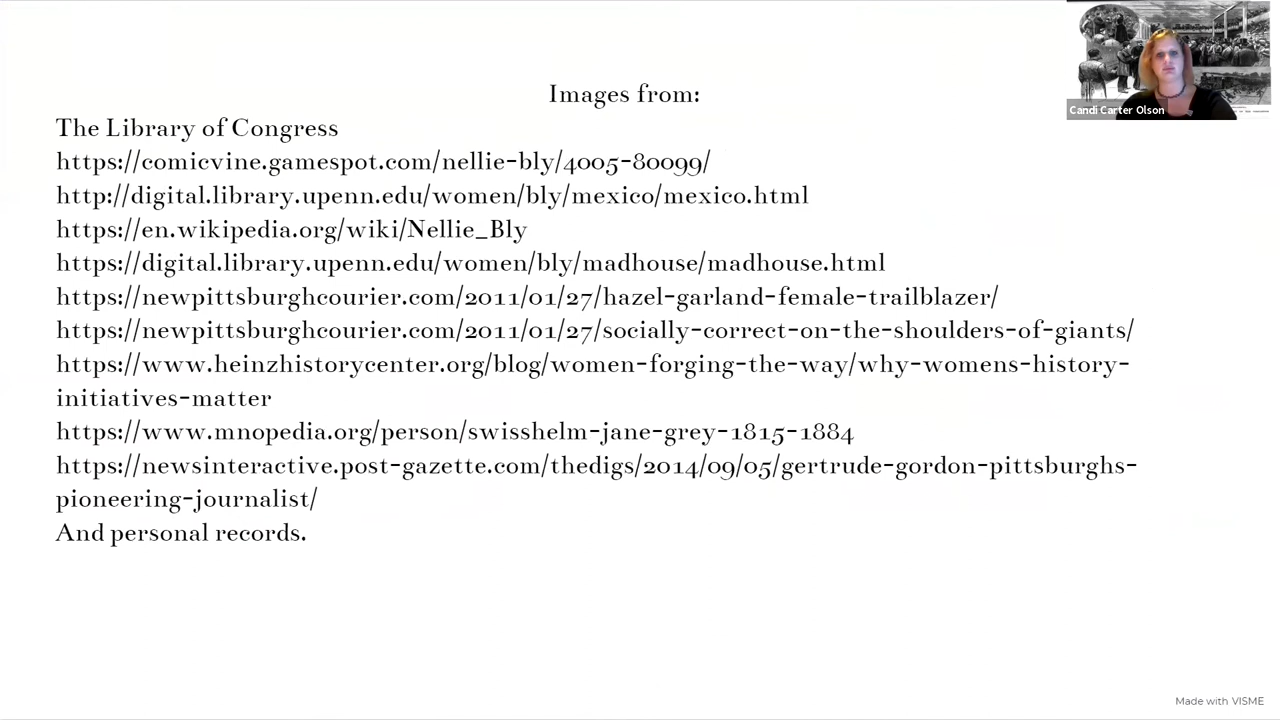 Images from:
The Library of Congress
https://comicvine.gamespot.com/nellie-bly/4005-80099/
http://digital.library.upenn.edu/women/bly/mexico/mexico.html
https://en.wikipedia.org/wiki/Nellie_Bly
https://digital.library.upenn.edu/women/bly/madhouse/madhouse.html
https://newpittsburghcourier.com/2011/01/27/hazel-garland-female-trailblazer/
https://newpittsburghcourier.com/2011/01/27/socially-correct-on-the-shoulders-of-giants/
https://www.heinzhistorycenter.org/blog/women-forging-the-way/why-womens-history-
initiatives-matter
https://www.mnopedia.org/person/swisshelm-jane-grey-1815-1884
https://newsinteractive.post-gazette.com/thedigs/2014/09/05/gertrude-gordon-pittsburghs-
pioneering-journalist/
And personal records.
Candi Carter Olson
Made with VISME